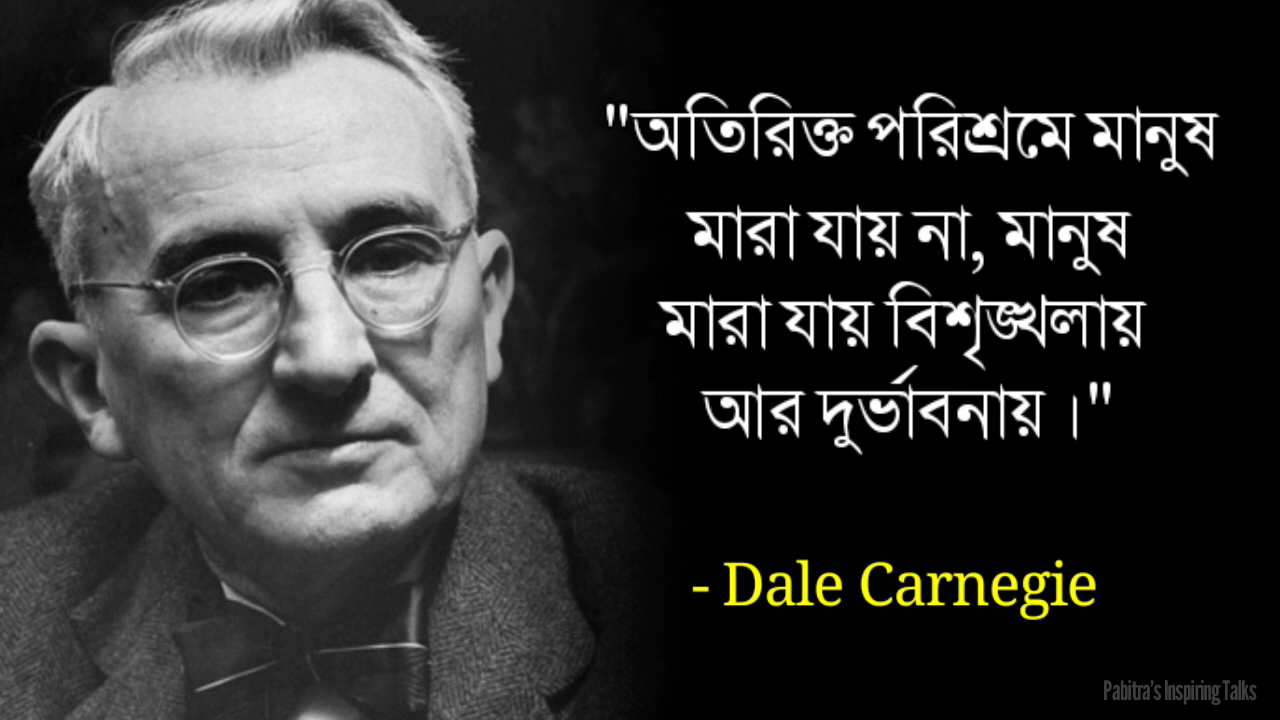 "অতিরিক্ত পরিশ্রমে মানুষ
মারা যায় না, মানুষ
মারা যায় বিশৃঙ্খলায়
আর দুর্ভাবনায় ।"
- Dale Carnegie
Pabitra's Inspiring Talks